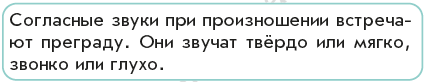 Согласные звуки при произношении встреча-
ют преграду. Они звучат твёрдо или мягко,
звонко или глухо.